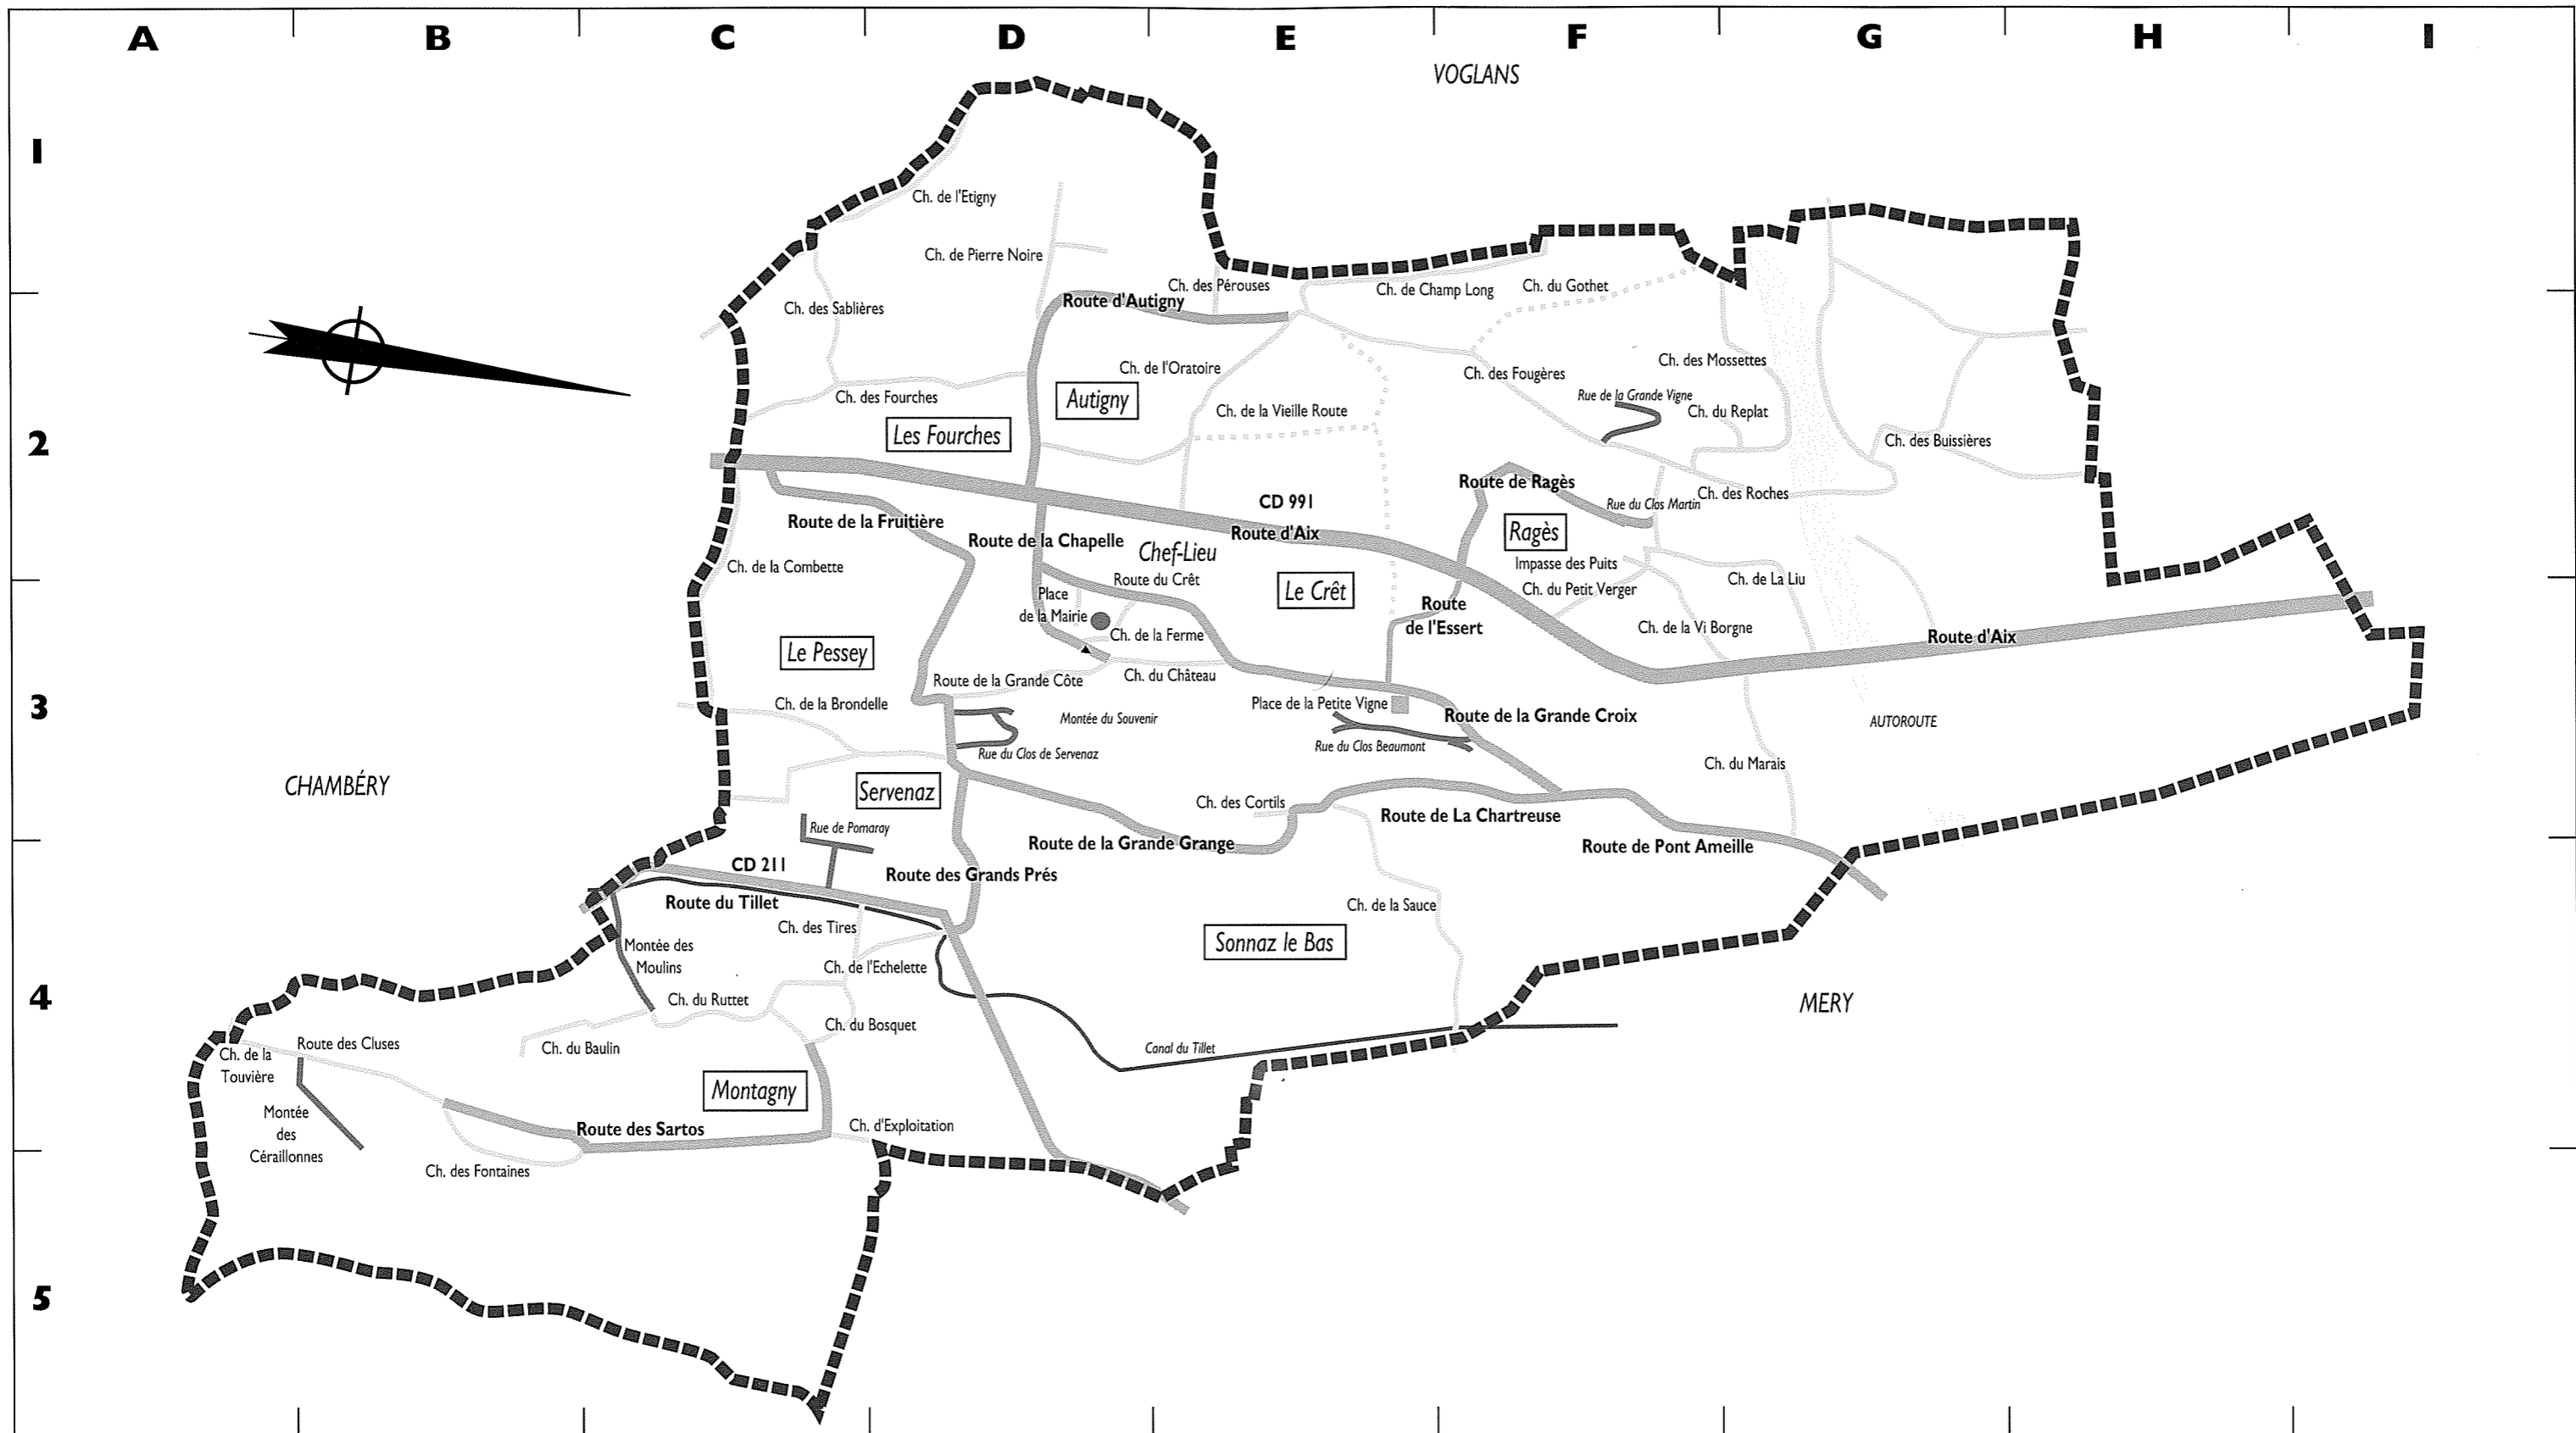 A B C D E F G H I
VOGLANS
1
Ch. de l'Etigny
Ch. de Pierre Noire
Ch. des Pérouses
Ch. de Champ Long
Ch. du Gothet
Route d'Autigny
Ch. des Sablières
Ch. de l'Oratoire
Ch. des Mossettes
Ch. des Fougères
Ch. des Fourches
Autigny
Rue de la Grande Vigne
Ch. de la Vieille Route
Ch. du Replat
2
Les Fourches
Ch. des Buissières
Route de Ragès
CD 991
Rue du Clos Martin
Ch. des Roches
Route de la Fruitière
Route d'Aix
Ragès
Route de la Chapelle
Chef-Lieu
Ch. de la Combette
Impasse des Puits
Route du Crêt
Le Crêt
Ch. de La Liu
Ch. du Petit Verger
Place
de la Mairie
Route
de l'Essert
Ch. de la Ferme
Ch. de la Vi Borgne
Route d'Aix
Le Pessey
Ch. du Château
Route de la Grande Côte
Ch. de la Brondelle
Place de la Petite Vigne
3
Montée du Souvenir
Route de la Grande Croix
AUTOROUTE
Rue du Clos Beaumont
Rue du Clos de Servenaz
Ch. du Marais
CHAMBÉRY
Servenaz
Ch. des Cortils
Route de La Chartreuse
Rue de Pomaray
Route de la Grande Grange
Route de Pont Ameille
CD 211
Route des Grands Prés
Route du Tillet
Ch. de la Sauce
Ch. des Tires
Montée des
Moulins
Sonnaz le Bas
Ch. de l'Echelette
4
Ch. du Ruttet
MERY
Ch. du Bosquet
Route des Cluses
Ch. du Baulin
Canal du Tillet
Ch. de la
Touvière
Montagny
Montée
des
Céraillonnes
Route des Sartos
Ch. d'Exploitation
Ch. des Fontaines
5